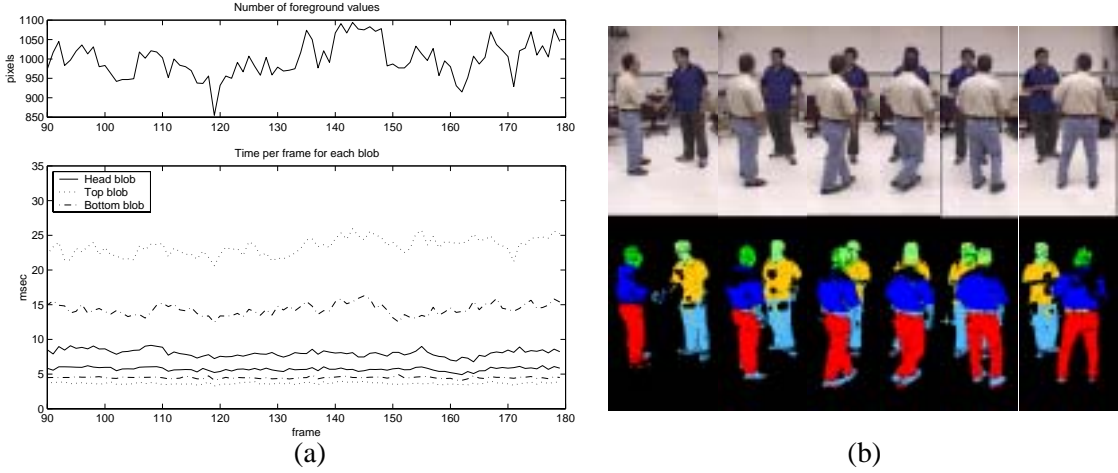 Number of foreground values
pixels
1100
1050
1000
950
900
850
90 100 110 120 130 140 150 160 170 180
Time per frame for each blob
msec
35
30
25
20
15
10
5
0
Head blob
Top blob
Bottom blob
90 100 110 120 130 140 150 160 170 180
frame
(a)
(b)